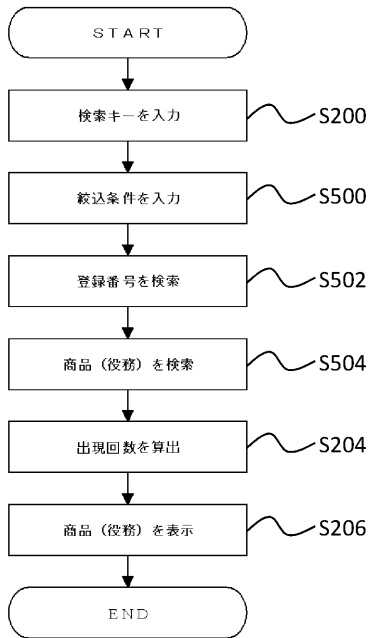 START
検索キーを入力
S200
絞込条件を入力
S500
登録番号を検索
S502
商品（役務）を検索
S504
出現回数を算出
S204
商品（役務）を表示
S206
END